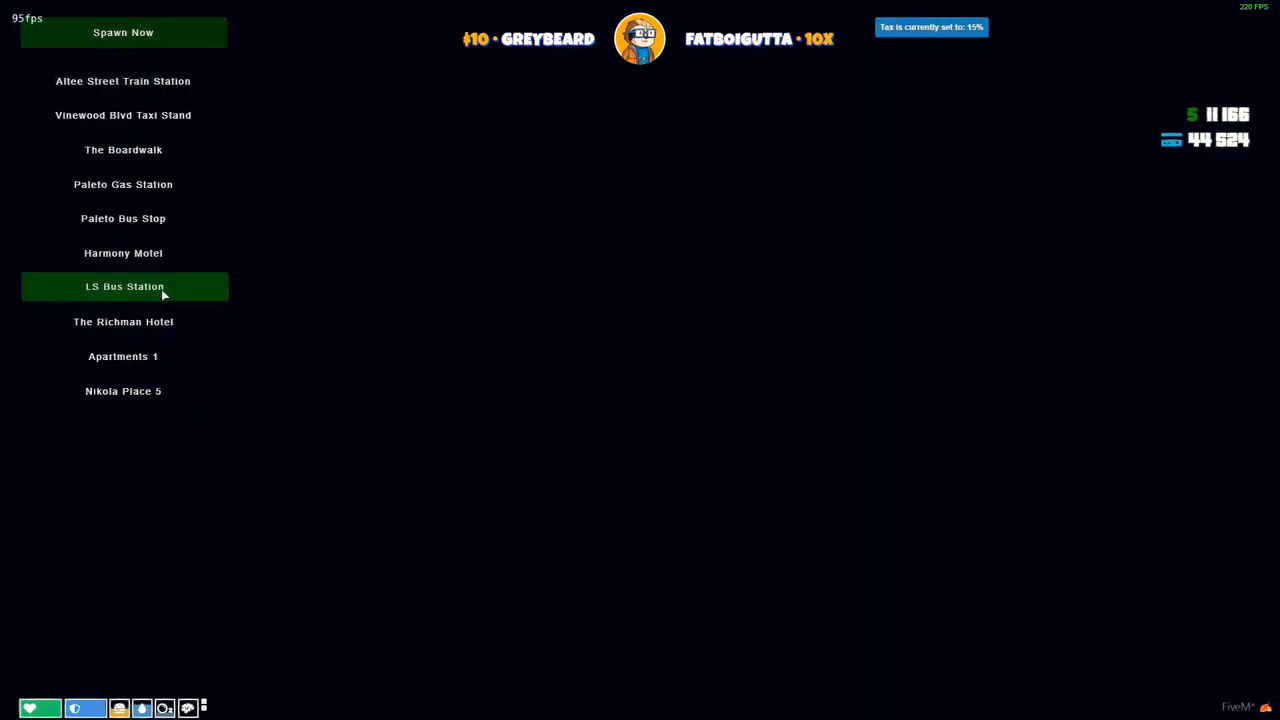 95fps
220 FPS
Spawn Now
$10 · GREYBEARD
FATBOIGUTTA · 10X
Tax is currently set to: 15%
Altee Street Train Station
Vinewood Blvd Taxi Stand
The Boardwalk
Paleto Gas Station
Paleto Bus Stop
Harmony Motel
LS Bus Station
The Richman Hotel
Apartments 1
Nikola Place 5
$ 11 166
44 524
O2
FiveM*